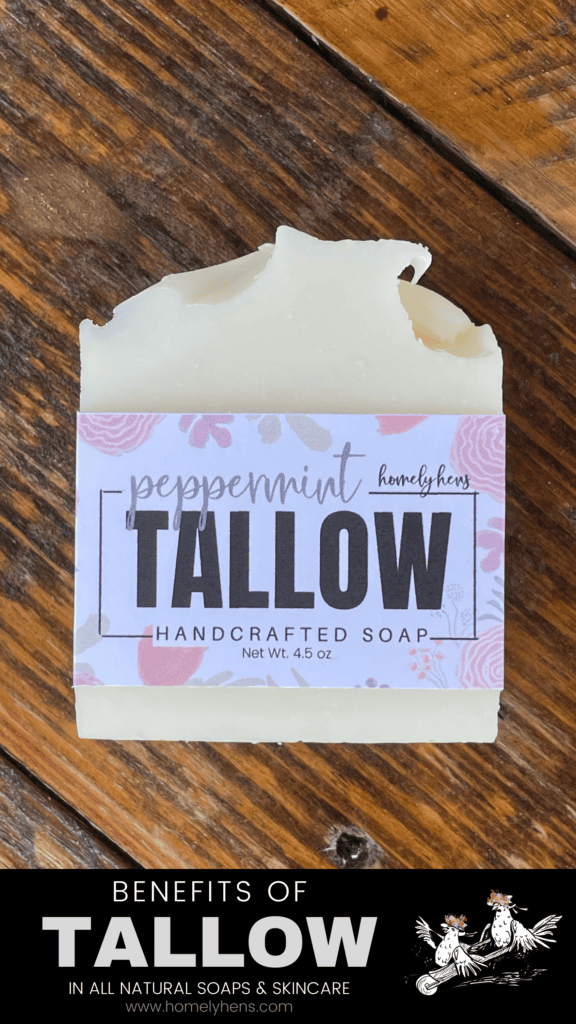 peppermint homelyhens
TALLOW
HANDCRAFTED SOAP
Net Wt. 4.5 oz
BENEFITS OF
TALLOW
IN ALL NATURAL SOAPS & SKINCARE
www.homelyhens.com